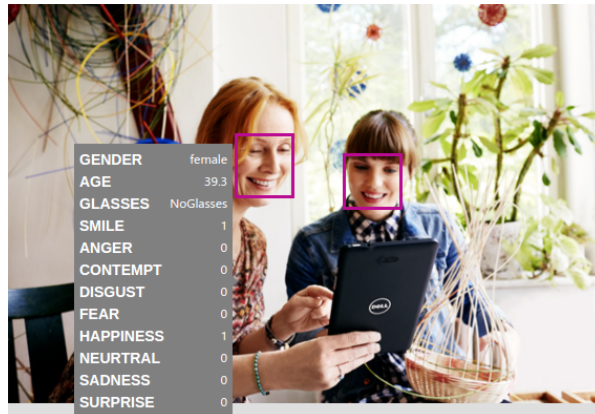 GENDER female
AGE 39.3
GLASSES NoGlasses
SMILE 1
ANGER 0
CONTEMPT 0
DISGUST 0
FEAR 0
HAPPINESS 1
NEURTRAL 0
SADNESS 0
SURPRISE 0
DELL